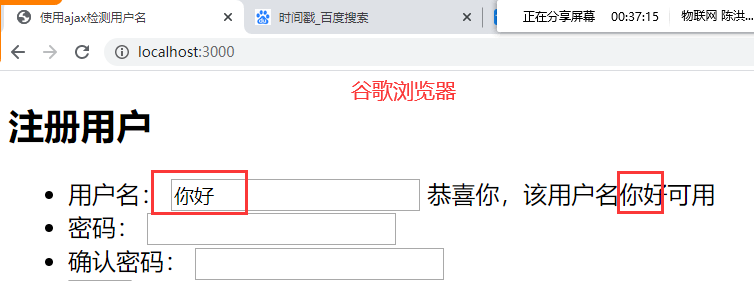 使用ajax检测用户名
时间戳_百度搜索
正在分享屏幕 00:37:15 物联网 陈洪...
localhost:3000
谷歌浏览器
注册用户
用户名： 你好 恭喜你，该用户名你好可用
密码：
确认密码：